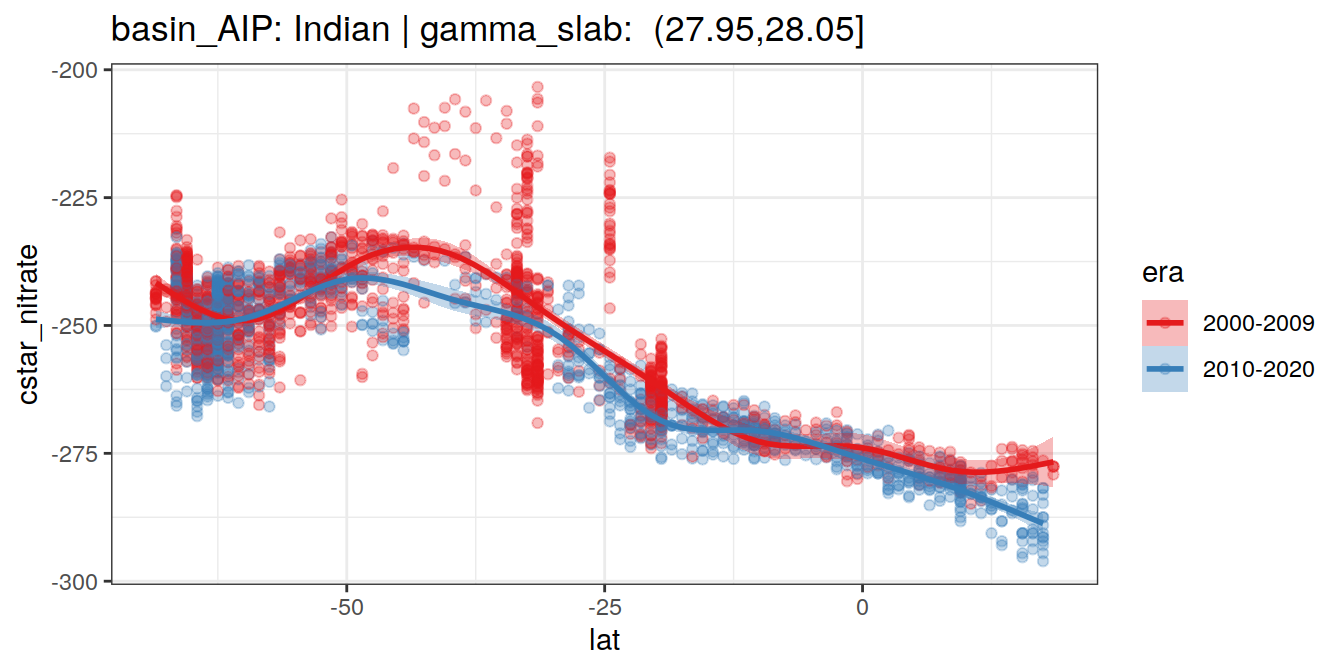 basin_AIP: Indian | gamma_slab:  (27.95,28.05]
cstar_nitrate
-200
-225
-250
-275
-300
-50
-25
0
lat
era
2000-2009
2010-2020